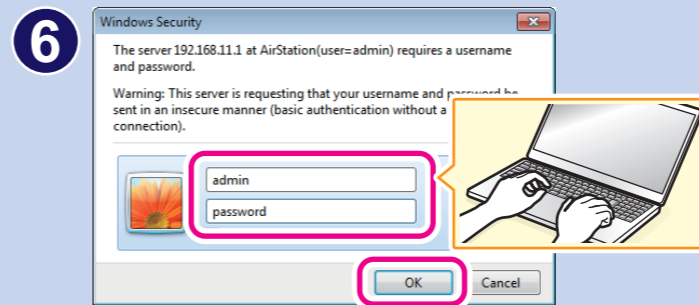 6
Windows Security
The server 192.168.11.1 at AirStation(user=admin) requires a username
and password.
Warning: This server is requesting that your username and password be
sent in an insecure manner (basic authentication without a
connection).
admin
password
OK
Cancel